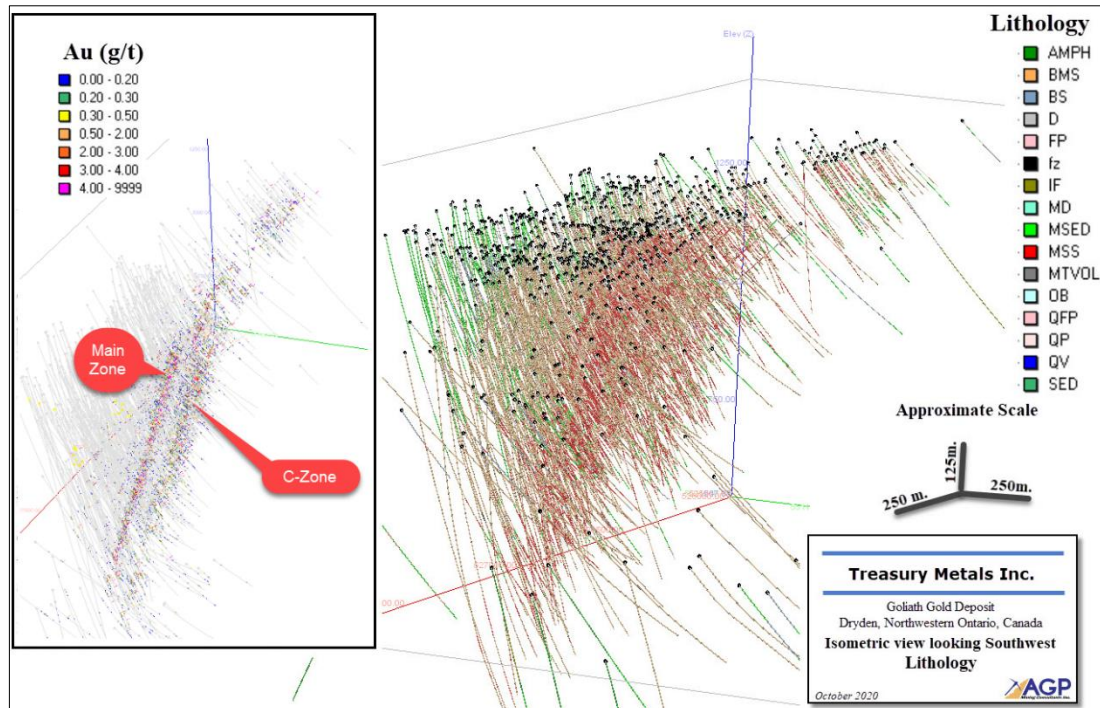 Au (g/t)
0.00 - 0.20
0.20 - 0.30
0.30 - 0.50
0.50 - 2.00
2.00 - 3.00
3.00 - 4.00
4.00 - 9999
Main
Zone
C-Zone
Elev (Z)
1250.00
Lithology
AMPH
BMS
BS
D
FP
fz
IF
MD
MSED
MSS
MTVOL
OB
QFP
QP
QV
SED
Approximate Scale
125m.
250 m.
250m.
Treasury Metals Inc.
Goliath Gold Deposit
Dryden, Northwestern Ontario, Canada
Isometric view looking Southwest
Lithology
October 2020
AGP